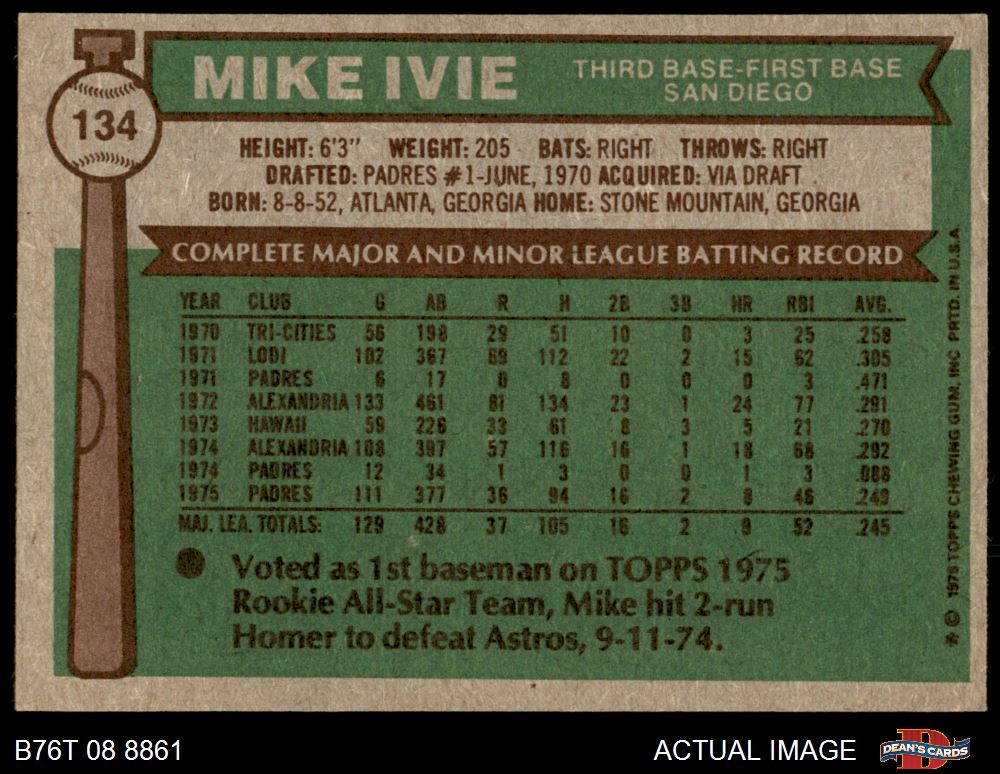 134
MIKE IVIE
THIRD BASE-FIRST BASE
SAN DIEGO
HEIGHT: 6'3" WEIGHT: 205 BATS: RIGHT THROWS: RIGHT
DRAFTED: PADRES #1-JUNE, 1970 ACQUIRED: VIA DRAFT
BORN: 8-8-52, ATLANTA, GEORGIA HOME: STONE MOUNTAIN, GEORGIA
COMPLETE MAJOR AND MINOR LEAGUE BATTING RECORD
YEAR CLUB G AB R H 2B 3B HR RBI AVG.
1970 TRI-CITIES 56 198 29 51 10 0 3 25 .258
1971 LODI 102 367 69 112 22 2 15 62 .305
1971 PADRES 6 17 0 8 0 0 0 3 .471
1972 ALEXANDRIA 133 461 81 134 23 1 24 77 .291
1973 HAWAII 59 226 33 61 8 3 5 21 .270
1974 ALEXANDRIA 108 397 57 116 16 1 18 68 .292
1974 PADRES 12 34 1 3 0 0 1 3 .088
1975 PADRES 111 377 36 94 16 2 8 46 .249
MAJ. LEA. TOTALS: 129 428 37 105 16 2 9 52 .245
Voted as 1st baseman on TOPPS 1975
Rookie All-Star Team, Mike hit 2-run
Homer to defeat Astros, 9-11-74.
* © 1976 TOPPS CHEWING GUM, INC PRTD. IN U.S.A.
B76T 08 8861
ACTUAL IMAGE
DEAN'S CARDS